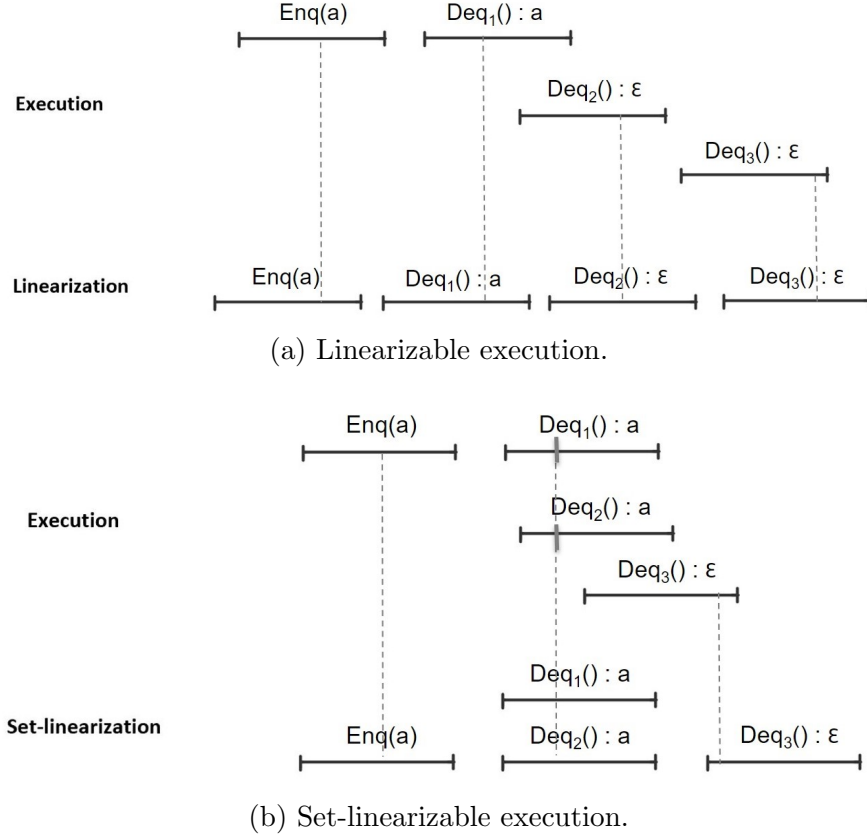 Enq(a) Deq₁() : a
Deq₂() : ε
Execution
Deq₃() : ε
Linearization Enq(a) Deq₁() : a Deq₂() : ε Deq₃() : ε
(a) Linearizable execution.
Enq(a) Deq₁() : a
Execution Deq₂() : a
Deq₃() : ε
Deq₁() : a
Set-linearization Enq(a) Deq₂() : a Deq₃() : ε
(b) Set-linearizable execution.